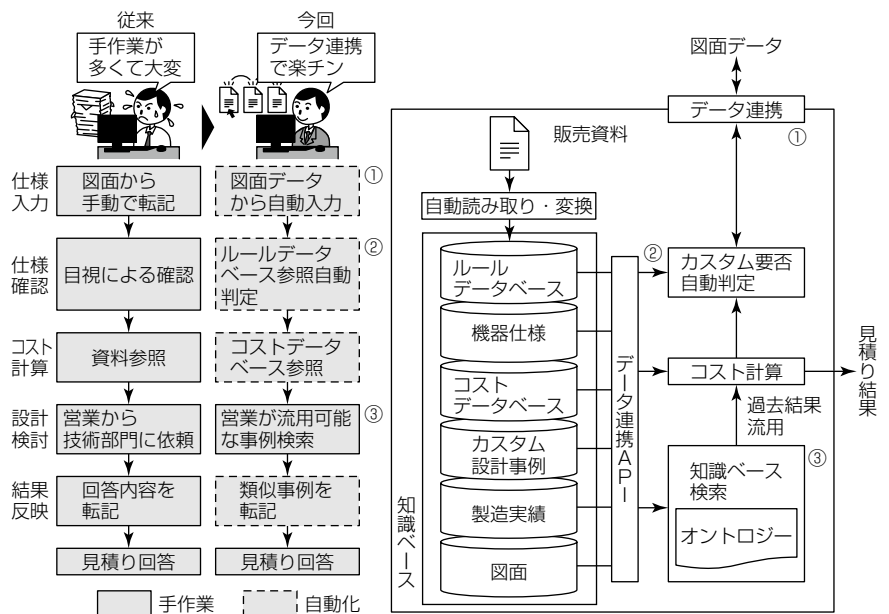 従来
手作業が
多くて大変
今回
データ連携
で楽チン
仕様
入力
図面から
手動で転記
図面データ
から自動入力
①
仕様
確認
目視による確認
ルールデータ
ベース参照自動
判定
②
コスト
計算
資料参照
コストデータ
ベース参照
設計
検討
営業から
技術部門に依頼
営業が流用可能
な事例検索
③
結果
反映
回答内容を
転記
類似事例を
転記
見積り回答
見積り回答
手作業
自動化
図面データ
データ連携
①
販売資料
自動読み取り・変換
ルール
データベース
機器仕様
コスト
データベース
カスタム
設計事例
製造実績
図面
知識ベース
データ連携API
②
カスタム要否
自動判定
コスト計算
見積り結果
過去結果
流用
③
知識ベース
検索
オントロジー